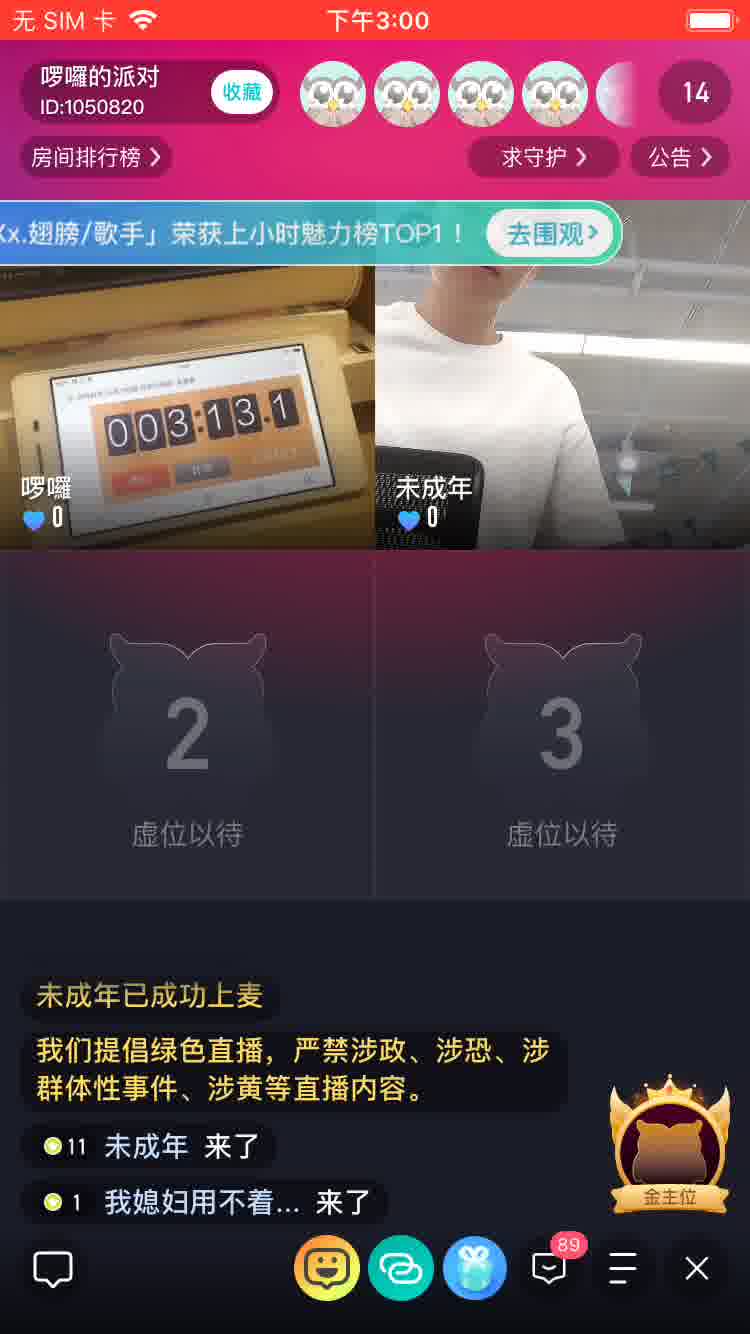 无 SIM 卡
下午3:00
啰囉的派对
ID:1050820
收藏
14
房间排行榜
求守护
公告
Xx.翅膀/歌手」荣获上小时魅力榜TOP1！
去围观
003:13.1
啰囉
0
未成年
0
2
虚位以待
3
虚位以待
未成年已成功上麦
我们提倡绿色直播，严禁涉政、涉恐、涉
群体性事件、涉黄等直播内容。
11 未成年 来了
1 我媳妇用不着... 来了
金主位
89